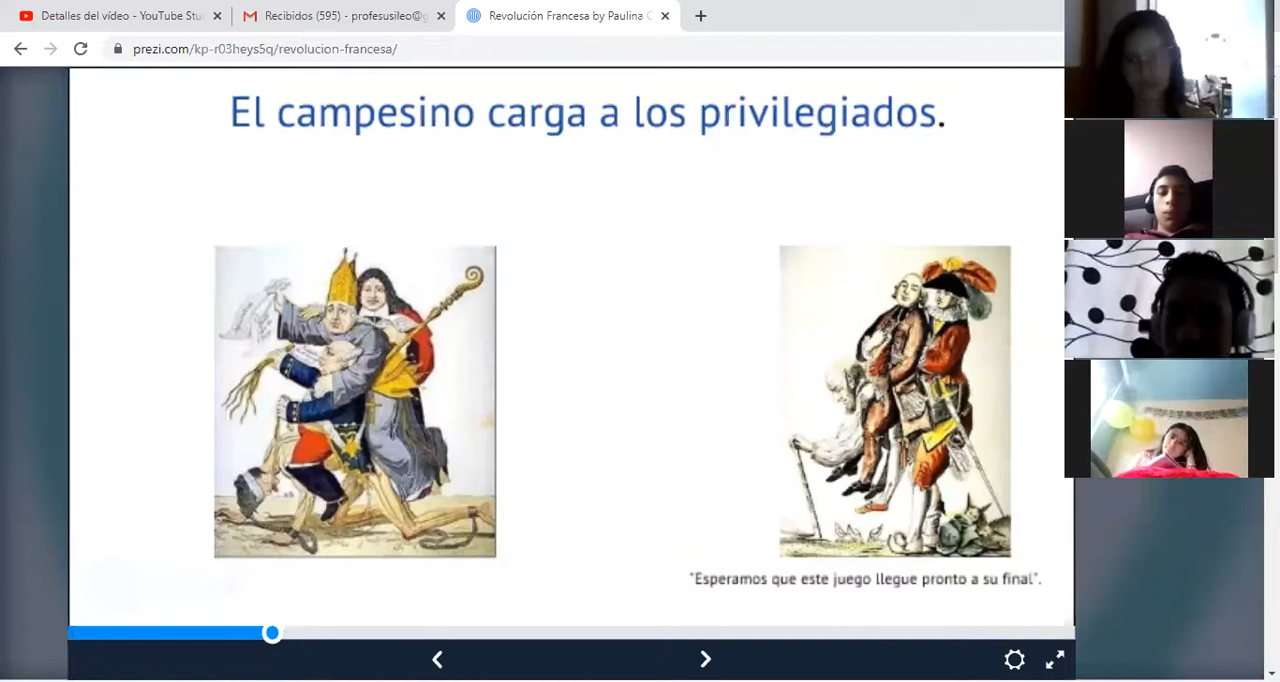 Detalles del vídeo - YouTube Stu
Recibidos (595) - profesusileo@g
Revolución Francesa by Paulina C
prezi.com/kp-r03heys5q/revolucion-francesa/
El campesino carga a los privilegiados.
"Esperamos que este juego llegue pronto a su final".